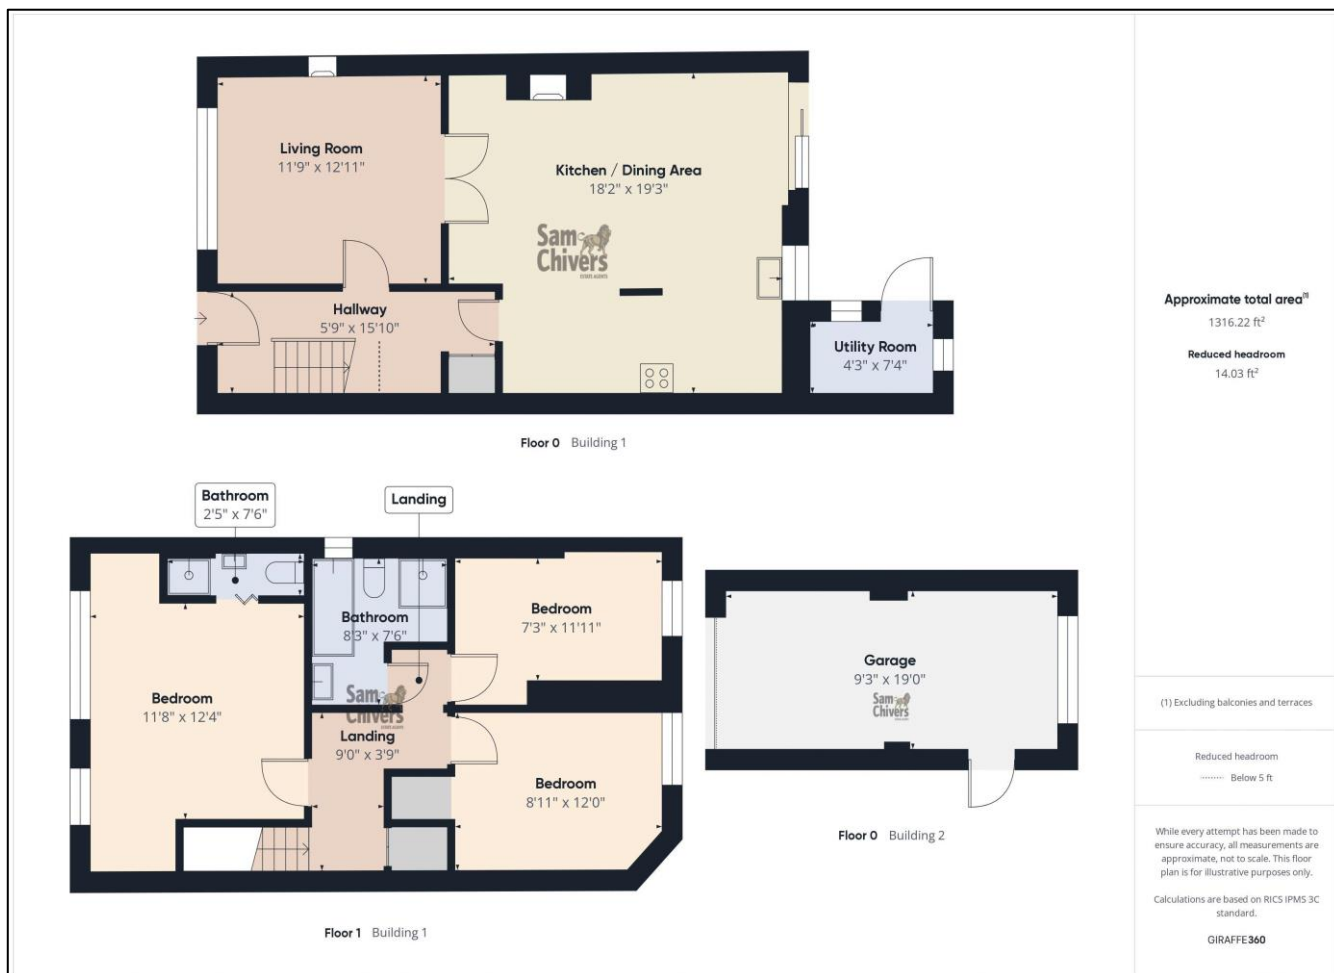 Living Room
11'9" x 12'11"
Kitchen / Dining Area
18'2" x 19'3"
Sam
Chivers
ESTATE AGENTS
Hallway
5'9" x 15'10"
Utility Room
4'3" x 7'4"
Floor 0 Building 1
Bathroom
2'5" x 7'6"
Landing
Bathroom
8'3" x 7'6"
Bedroom
7'3" x 11'11"
Bedroom
11'8" x 12'4"
Sam
Chivers
Landing
9'0" x 3'9"
Bedroom
8'11" x 12'0"
Floor 1 Building 1
Garage
9'3" x 19'0"
Sam
Chivers
Floor 0 Building 2
Approximate total area(1)
1316.22 ft²
Reduced headroom
14.03 ft²
(1) Excluding balconies and terraces
Reduced headroom
Below 5 ft
While every attempt has been made to
ensure accuracy, all measurements are
approximate, not to scale. This floor
plan is for illustrative purposes only.
Calculations are based on RICS IPMS 3C
standard.
GIRAFFE360